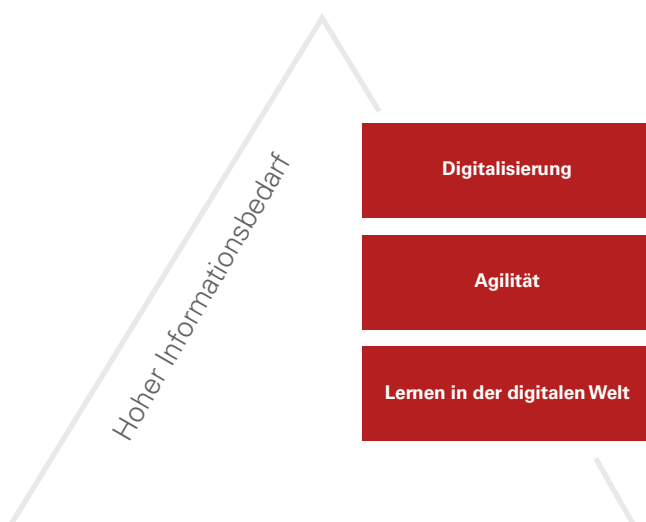 Hoher Informationsbedarf
Digitalisierung
Agilität
Lernen in der digitalen Welt